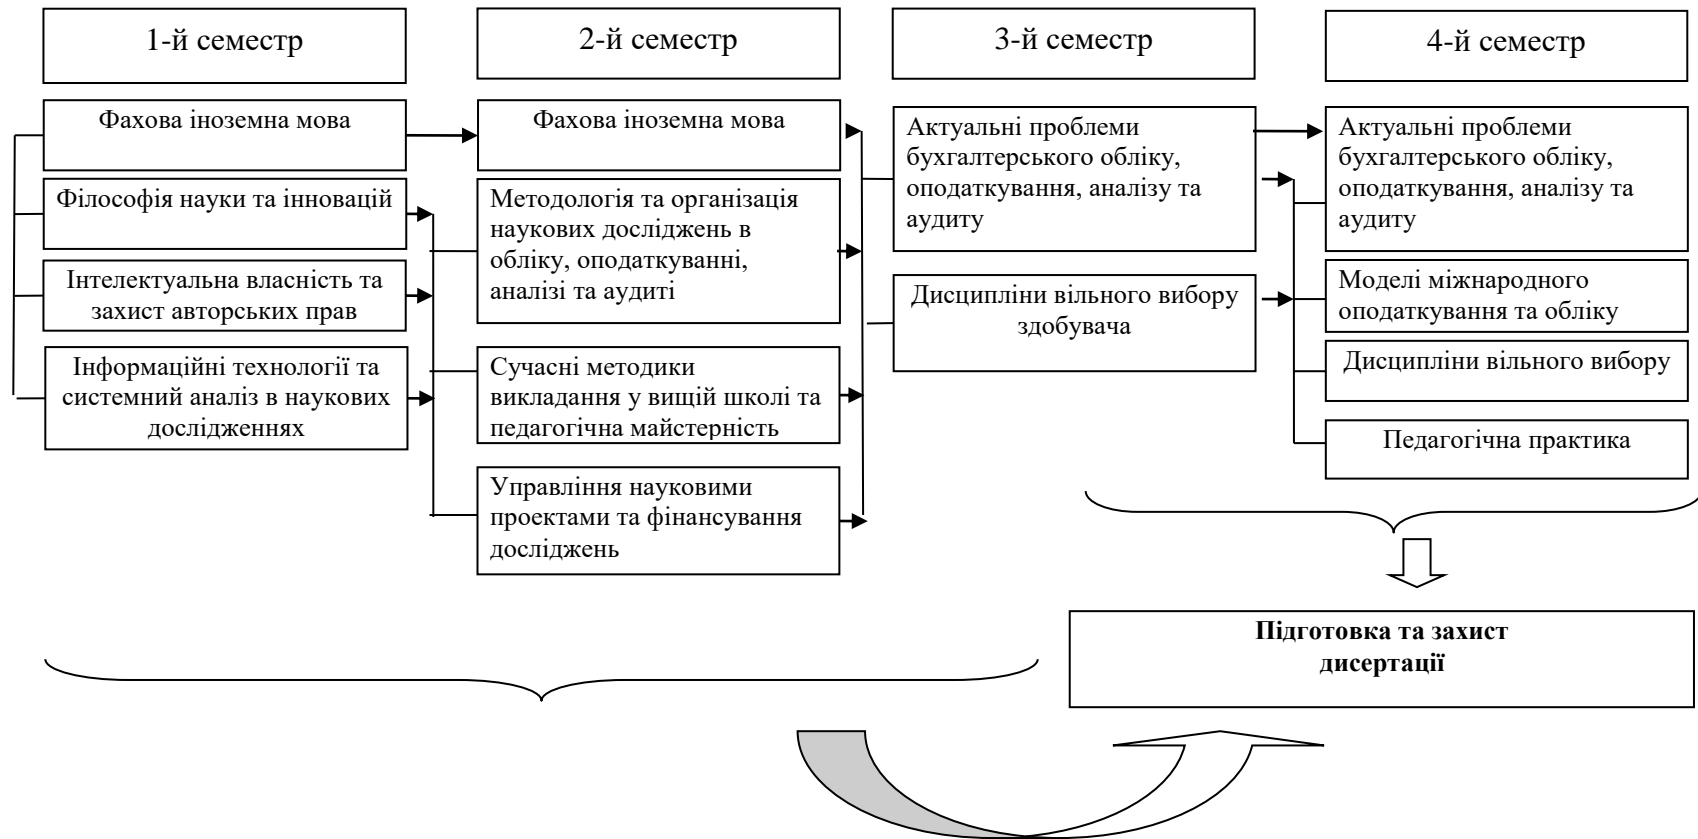 1-й семестр
2-й семестр
3-й семестр
4-й семестр
Фахова іноземна мова
Філософія науки та інновацій
Інтелектуальна власність та
захист авторських прав
Інформаційні технології та
системний аналіз в наукових
дослідженнях
Фахова іноземна мова
Методологія та організація
наукових досліджень в
обліку, оподаткуванні,
аналізі та аудиті
Сучасні методики
викладання у вищій школі та
педагогічна майстерність
Управління науковими
проектами та фінансування
досліджень
Актуальні проблеми
бухгалтерського обліку,
оподаткування, аналізу та
аудиту
Дисципліни вільного вибору
здобувача
Актуальні проблеми
бухгалтерського обліку,
оподаткування, аналізу та
аудиту
Моделі міжнародного
оподаткування та обліку
Дисципліни вільного вибору
Педагогічна практика
Підготовка та захист
дисертації